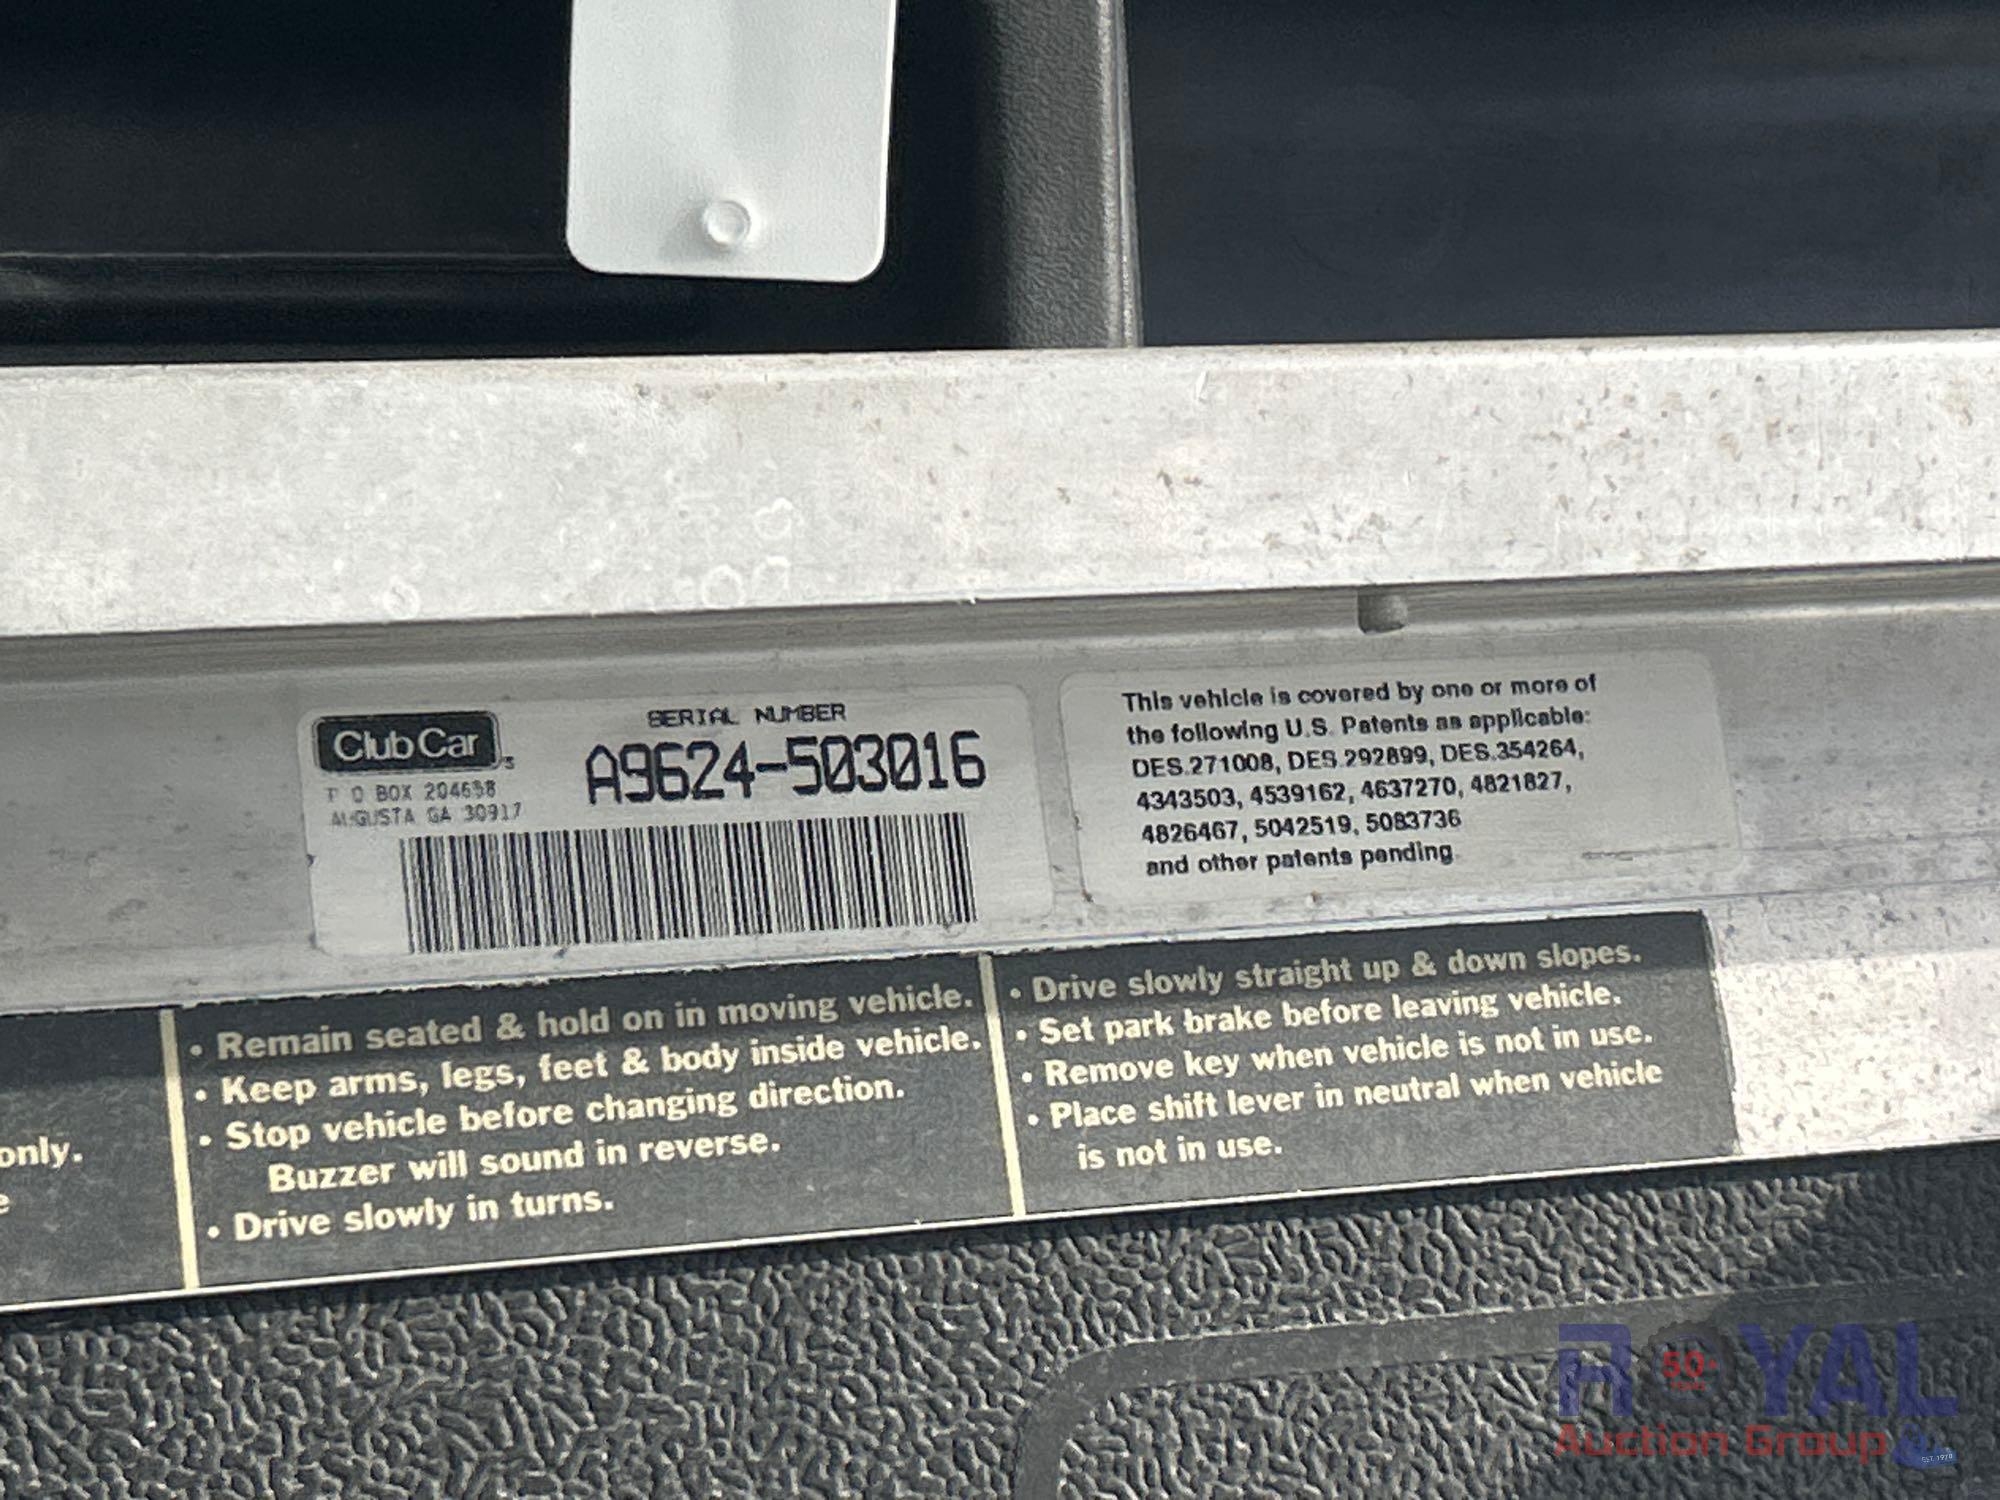 Club Car
P O BOX 204658
AUGUSTA GA 30917
SERIAL NUMBER
A9624-503016
This vehicle is covered by one or more of
the following U.S. Patents as applicable:
DES.271008, DES.292899, DES.354264,
4343503, 4539162, 4637270, 4821827,
4826467, 5042519, 5083736
and other patents pending
only.
e
• Remain seated & hold on in moving vehicle.
• Keep arms, legs, feet & body inside vehicle.
• Stop vehicle before changing direction.
Buzzer will sound in reverse.
• Drive slowly in turns.
• Drive slowly straight up & down slopes.
• Set park brake before leaving vehicle.
• Remove key when vehicle is not in use.
• Place shift lever in neutral when vehicle
is not in use.
ROYAL
50+
Auction Group
EST. 1970